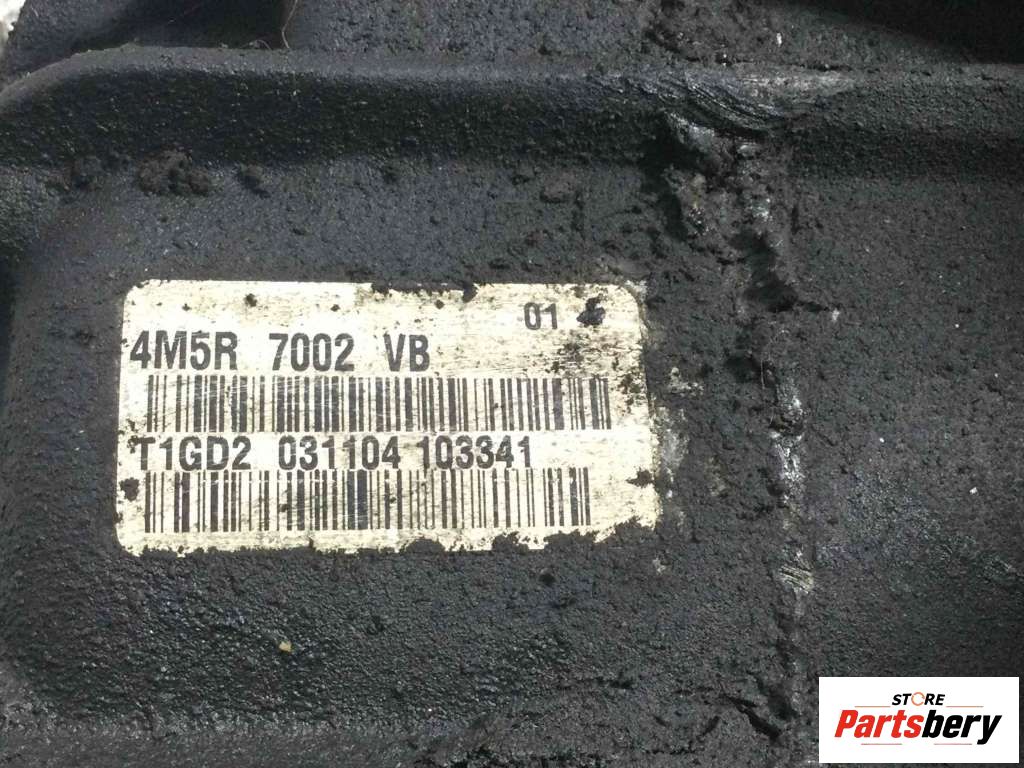 01
4M5R 7002 VB
T1GD2 031104 103341
STORE
Partsbery